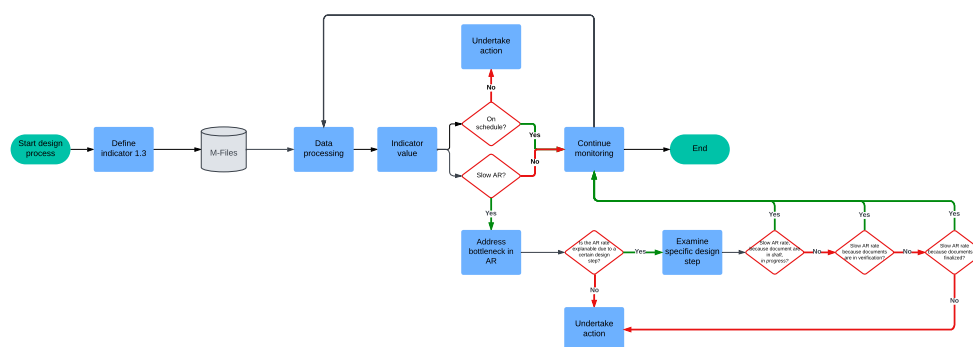 Undertake
action
No
On
schedule?
Yes
Start design
process
Define
indicator 1.3
M-Files
Data
processing
Indicator
value
Continue
monitoring
End
No
Slow AR?
Yes
Address
bottleneck in
AR
Is the AR rate
explanable due to a
certain design
step?
Yes
Examine
specific design
step
Yes
Slow AR rate,
because document are
in draft,
in progress?
No
Yes
Slow AR rate
because documents
are in verification?
No
Yes
Slow AR rate
because documents
finalized?
No
No
Undertake
action